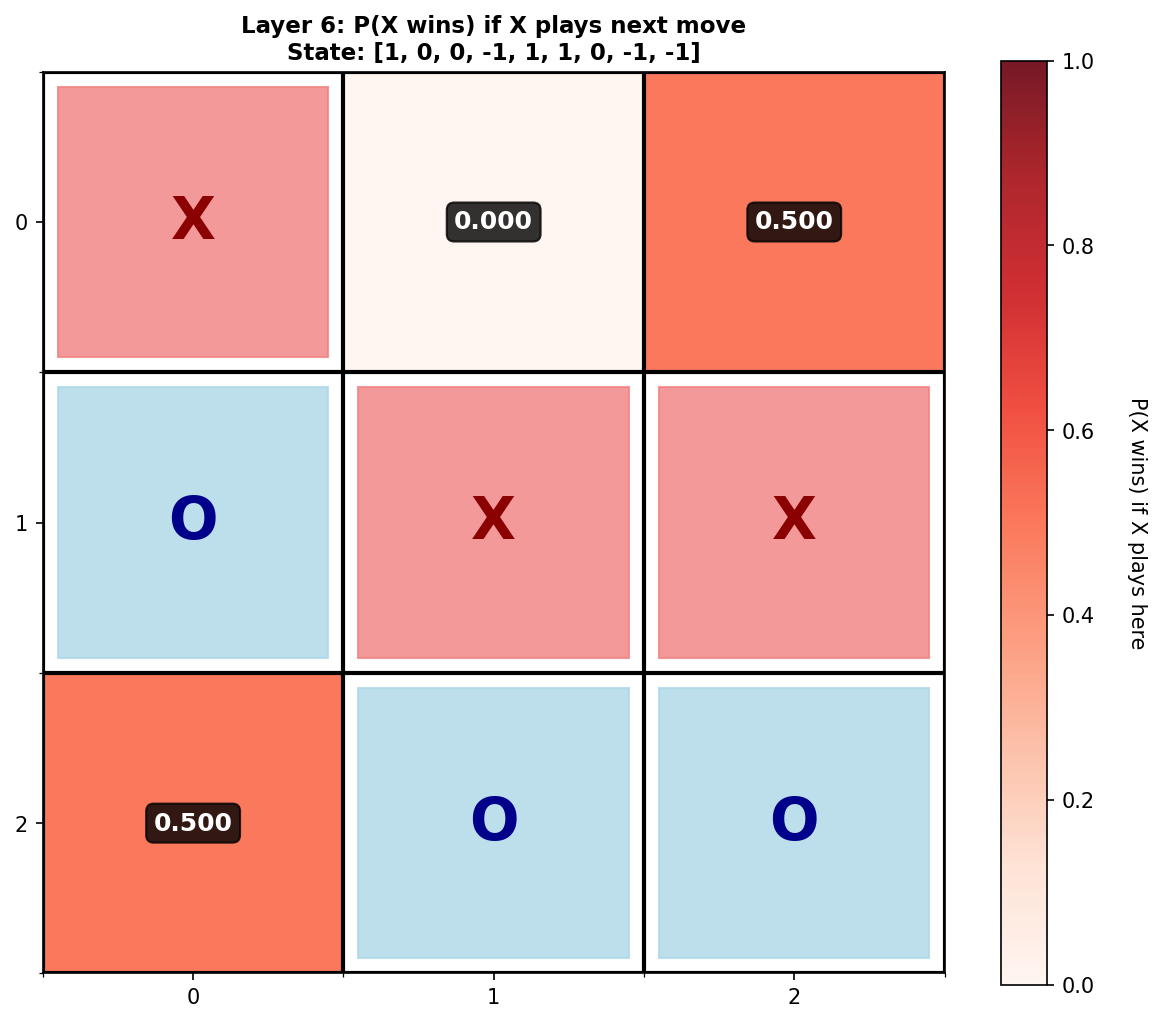 Layer 6: P(X wins) if X plays next move
State: [1, 0, 0, -1, 1, 1, 0, -1, -1]
0
X
0.000
0.500
1
O
X
X
2
0.500
O
O
0
1
2
1.0
0.8
0.6
0.4
0.2
0.0
P(X wins) if X plays here